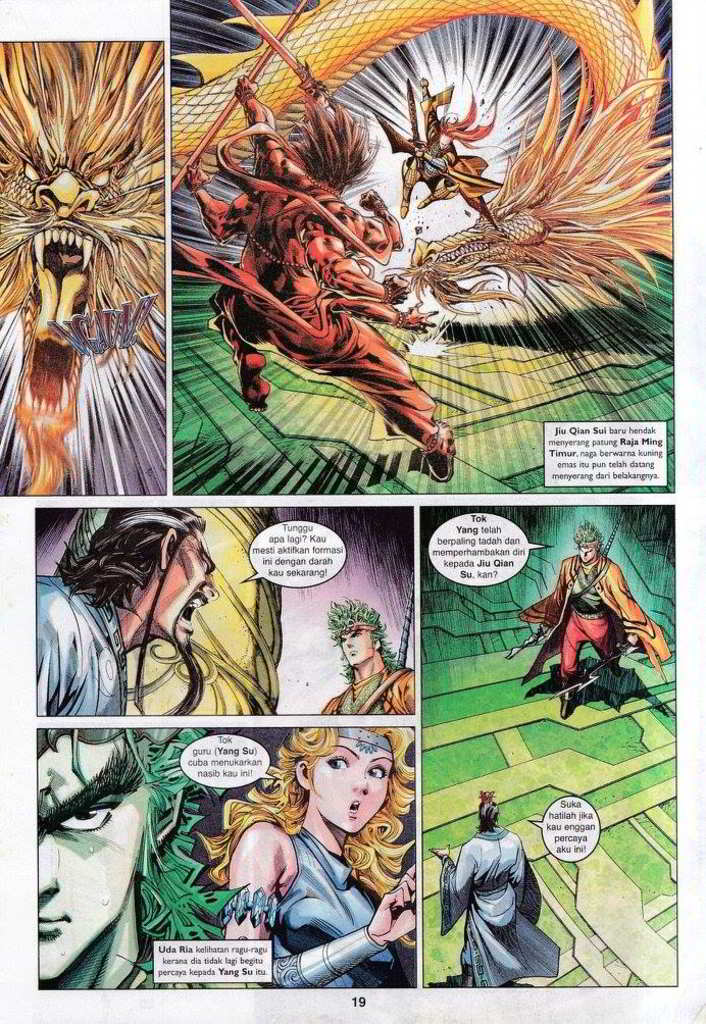 NGAUM!!
Jiu Qian Sui baru hendak
menyerang patung Raja Ming
Timur, naga berwarna kuning
emas itu pun telah datang
menyerang dari belakangnya.
Tunggu
apa lagi? Kau
mesti aktifkan formasi
ini dengan darah
kau sekarang!
Tok
Yang telah
berpaling tadah dan
memperhambakan diri
kepada Jiu Qian
Su, kan?
Tok
guru (Yang Su)
cuba menukarkan
nasib kau ini!
Uda Ria kelihatan ragu-ragu
kerana dia tidak lagi begitu
percaya kepada Yang Su itu.
Suka
hatilah jika
kau enggan
percaya
aku ini!
19